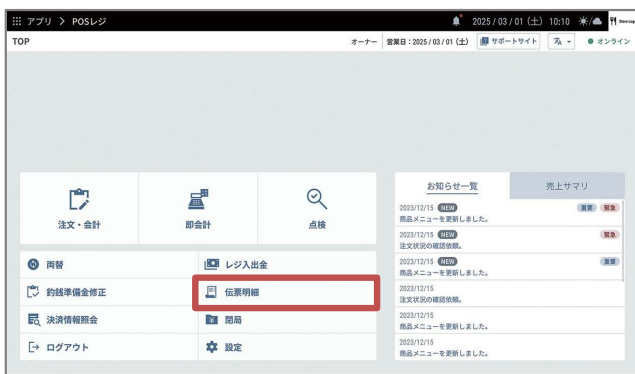 アプリ > POSレジ 2025 / 03 / 01 (土) 10:10
TOP オーナー 営業日:2025 / 03 / 01 (土) サポートサイト オンライン
お知らせ一覧 売上サマリ
注文・会計 即会計 点検
2023/12/15 NEW 重要 緊急
商品メニューを更新しました。
2023/12/15 NEW 緊急
注文状況の確認依頼。
2023/12/15 NEW 重要
商品メニューを更新しました。
2023/12/15
注文状況の確認依頼。
2023/12/15
商品メニューを更新しました。
2023/12/15
商品メニューを更新しました。
両替 レジ入出金
釣銭準備金修正 伝票明細
決済情報照会 閉局
ログアウト 設定